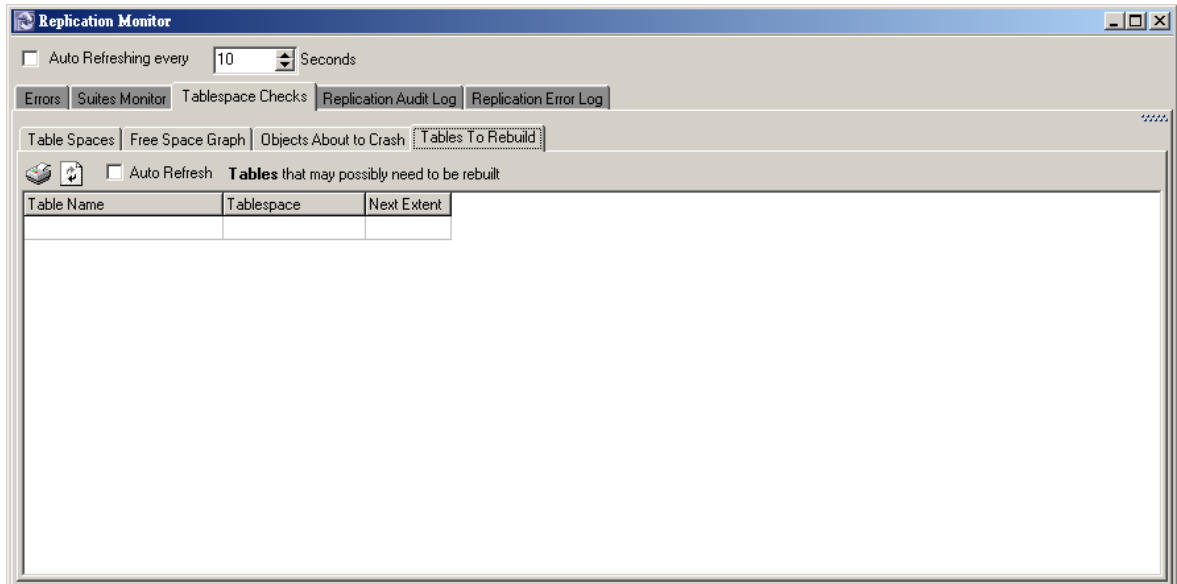 Replication Monitor
Auto Refreshing every 10 Seconds
Errors Suites Monitor Tablespace Checks Replication Audit Log Replication Error Log
Table Spaces Free Space Graph Objects About to Crash Tables To Rebuild
Auto Refresh Tables that may possibly need to be rebuilt
Table Name Tablespace Next Extent